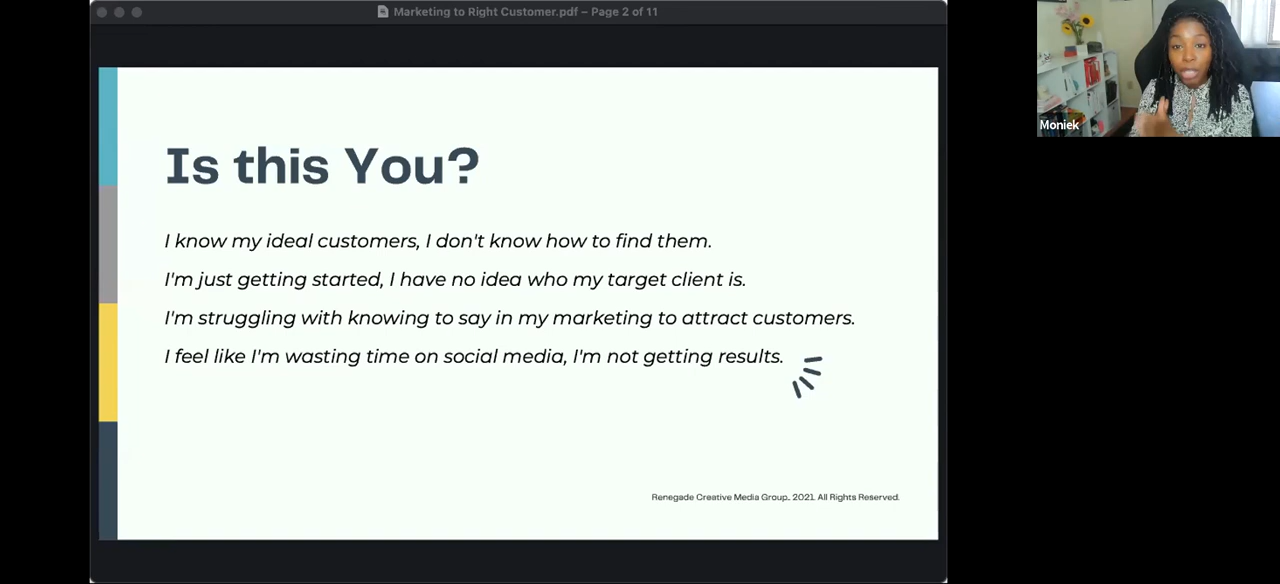 Marketing to Right Customer.pdf – Page 2 of 11
Is this You?
I know my ideal customers, I don't know how to find them.
I'm just getting started, I have no idea who my target client is.
I'm struggling with knowing to say in my marketing to attract customers.
I feel like I'm wasting time on social media, I'm not getting results.
Renegade Creative Media Group. 2021. All Rights Reserved.
Moniek